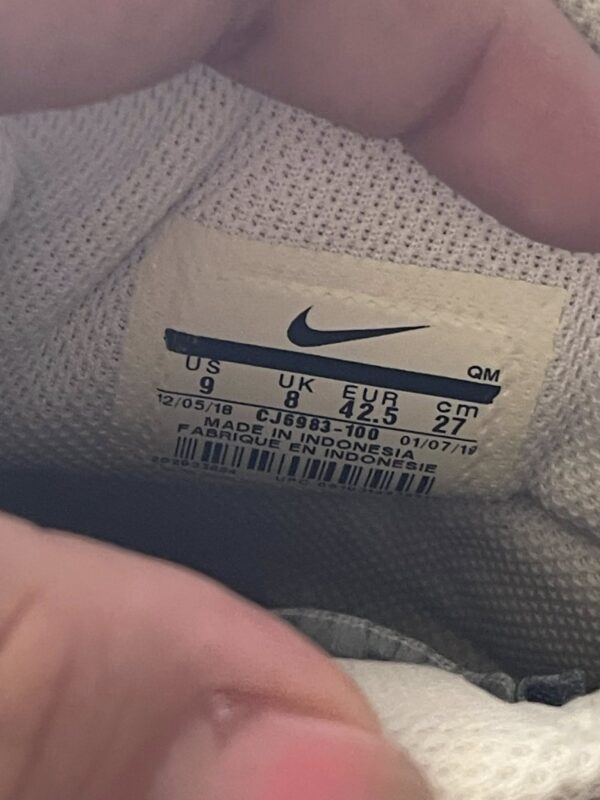 QM
US UK EUR cm
9 8 42.5 27
12/05/18 CJ6983-100 01/07/19
MADE IN INDONESIA
FABRIQUE EN INDONESIE
UPC